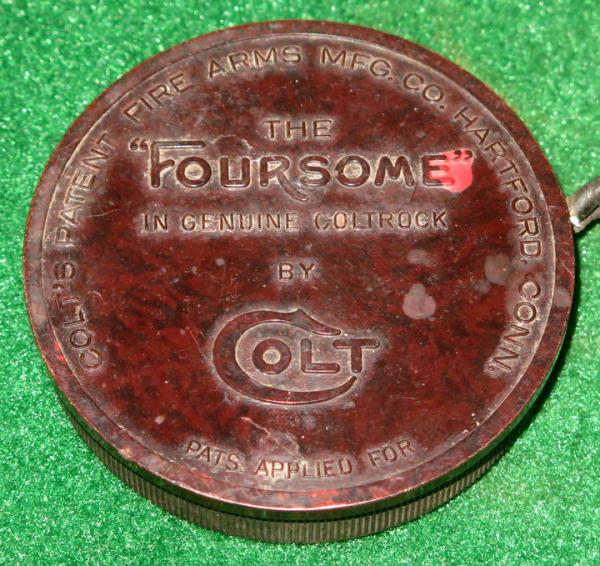 COLT'S PATENT FIRE ARMS MFG. CO. HARTFORD, CONN.
THE
"FOURSOME"
IN GENUINE COLTROCK
BY
COLT
PATS. APPLIED FOR